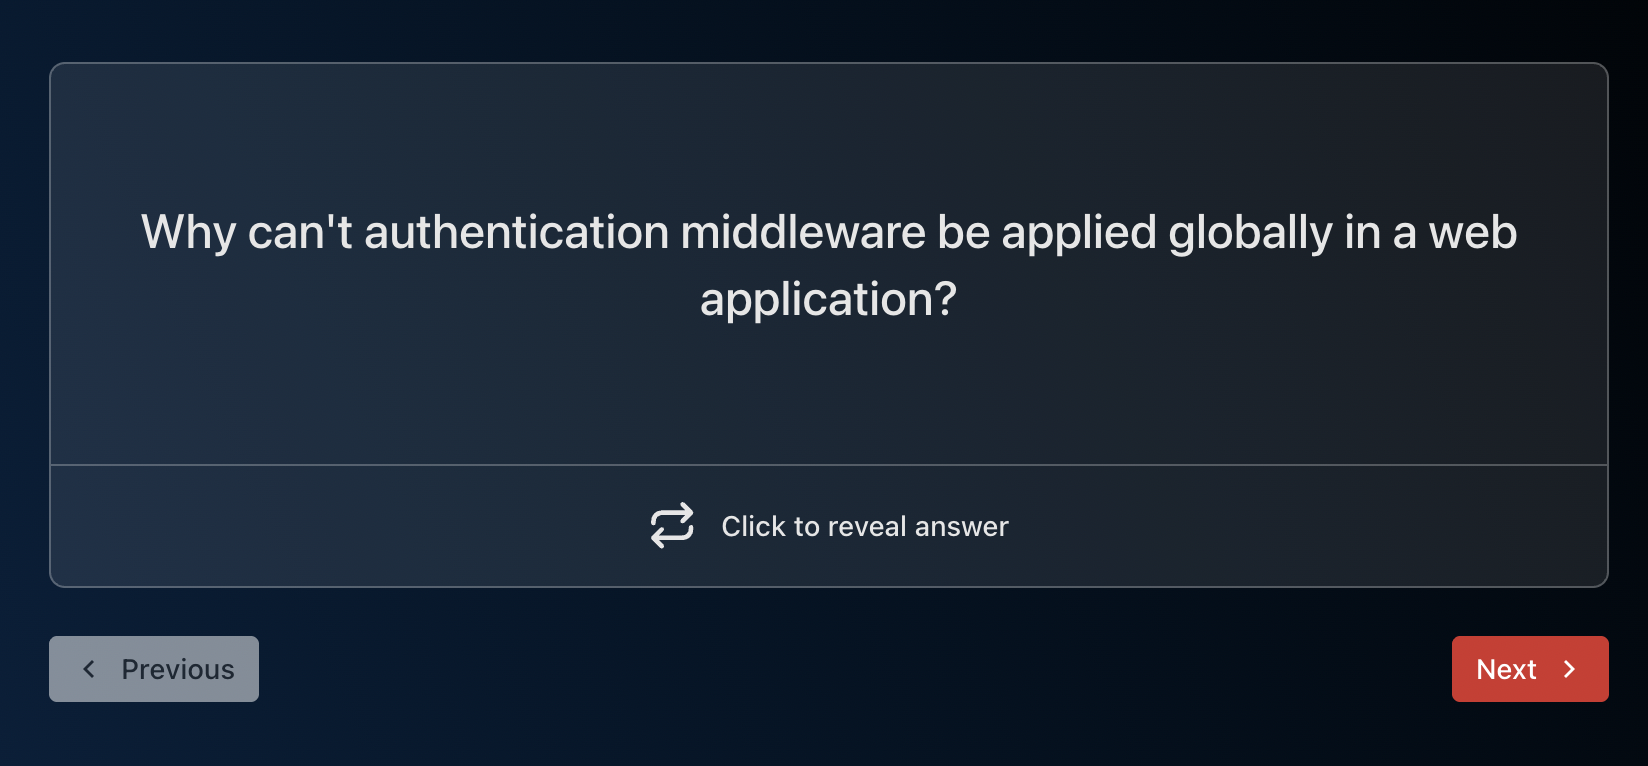 Why can't authentication middleware be applied globally in a web
application?
Click to reveal answer
Previous
Next